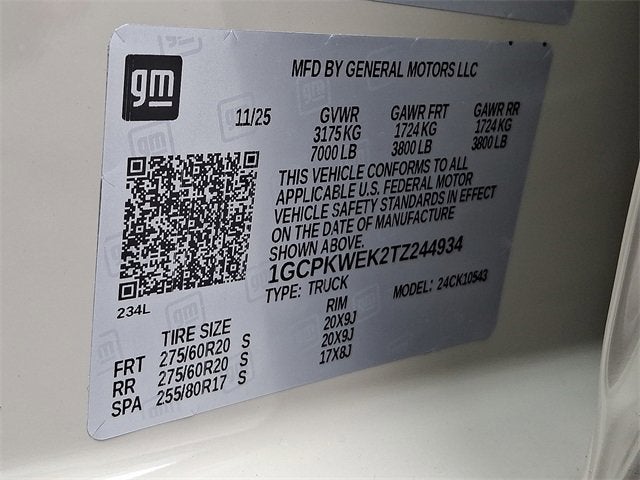 gm
MFD BY GENERAL MOTORS LLC
11/25
GVWR GAWR FRT GAWR RR
3175 KG 1724 KG 1724 KG
7000 LB 3800 LB 3800 LB
THIS VEHICLE CONFORMS TO ALL
APPLICABLE U.S. FEDERAL MOTOR
VEHICLE SAFETY STANDARDS IN EFFECT
ON THE DATE OF MANUFACTURE
SHOWN ABOVE.
1GCPKWEK2TZ244934
TYPE: TRUCK MODEL: 24CK10543
234L
TIRE SIZE RIM
FRT 275/60R20 S 20X9J
RR 275/60R20 S 20X9J
SPA 255/80R17 S 17X8J